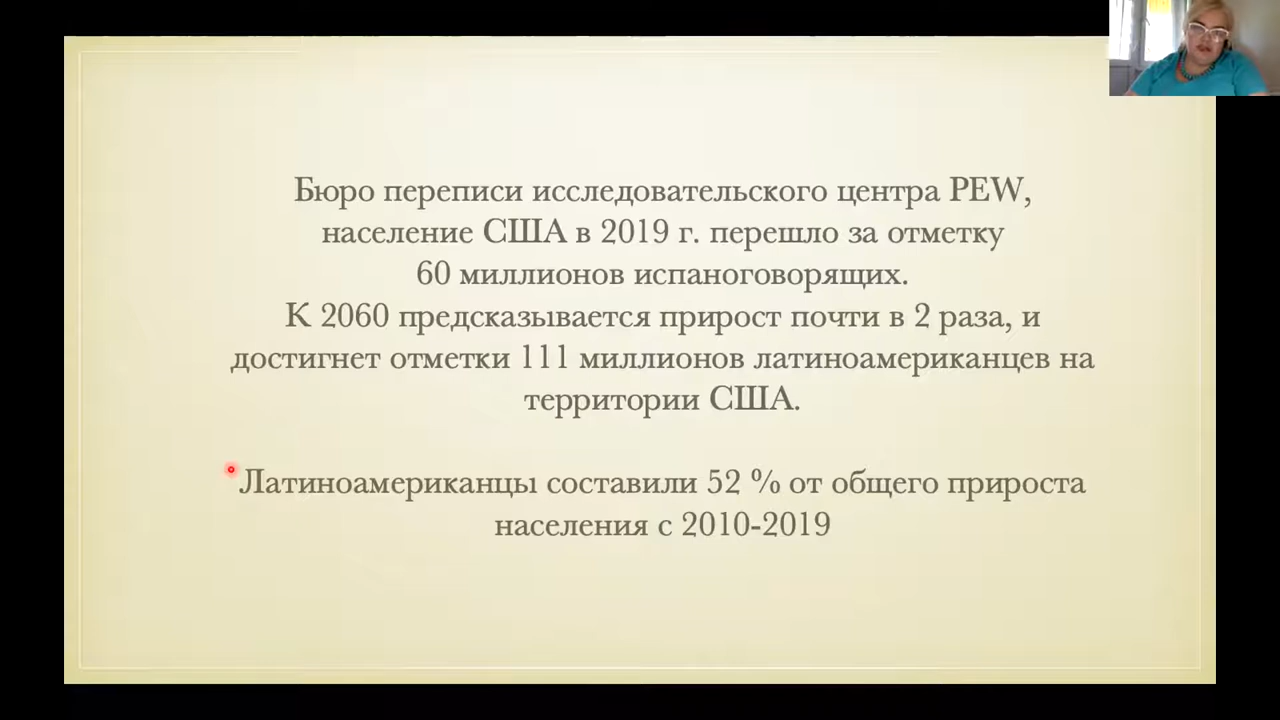 Бюро переписи исследовательского центра PEW,
население США в 2019 г. перешло за отметку
60 миллионов испаноговорящих.
К 2060 предсказывается прирост почти в 2 раза, и
достигнет отметки 111 миллионов латиноамериканцев на
территории США.
Латиноамериканцы составили 52 % от общего прироста
населения с 2010-2019